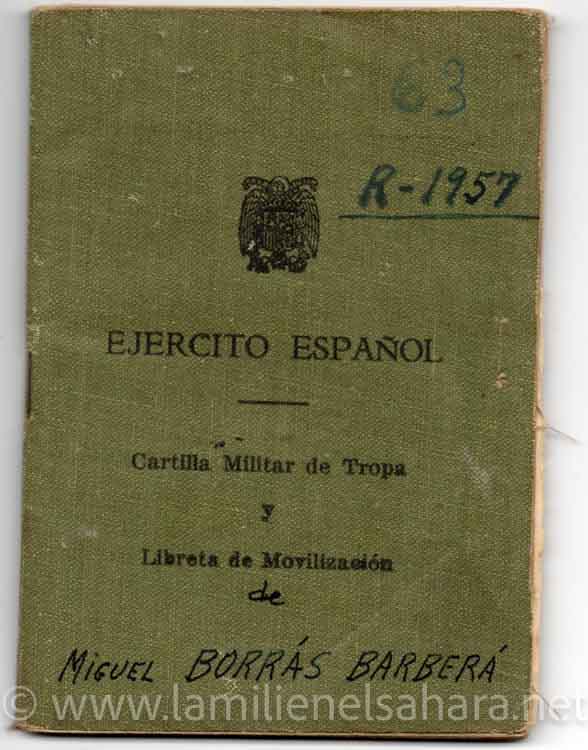 63
R-1957
EJERCITO ESPAÑOL
Cartilla Militar de Tropa
y
Libreta de Movilización
de
MIGUEL BORRÁS BARBERÁ
© www.lamilienelsahara.net